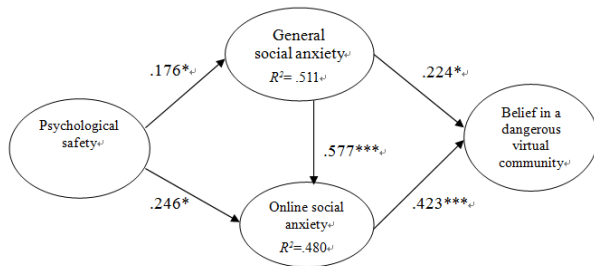 General
social anxiety
R²= .511
.176*
.224*
Psychological
safety
Belief in a
dangerous
virtual
community
.577***
.246*
.423***
Online social
anxiety
R²=.480